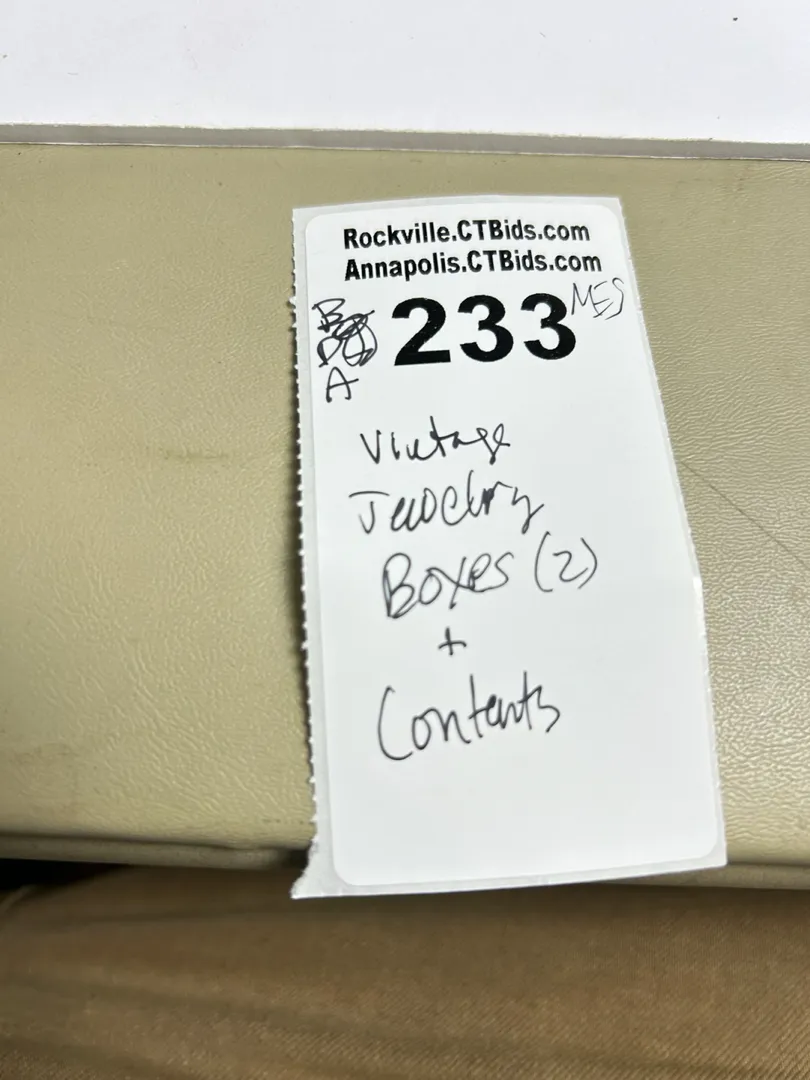 Rockville.CTBids.com
Annapolis.CTBids.com
233
MES
B
A
Vintage
Jewelry
Boxes (2)
+
Contents